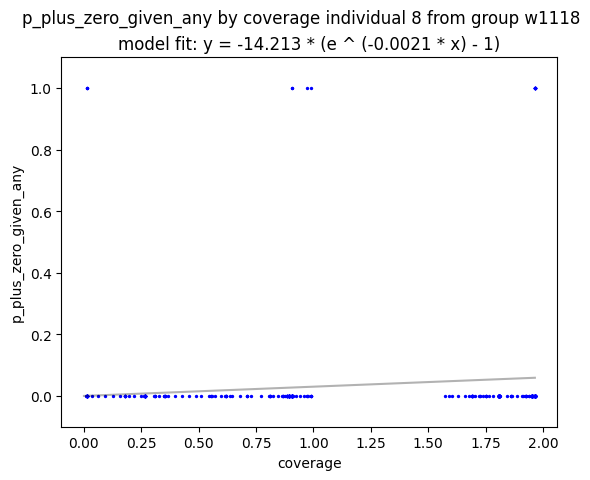 p_plus_zero_given_any by coverage individual 8 from group w1118
model fit: y = -14.213 * (e ^ (-0.0021 * x) - 1)
1.0
0.8
0.6
0.4
0.2
0.0
p_plus_zero_given_any
0.00 0.25 0.50 0.75 1.00 1.25 1.50 1.75 2.00
coverage